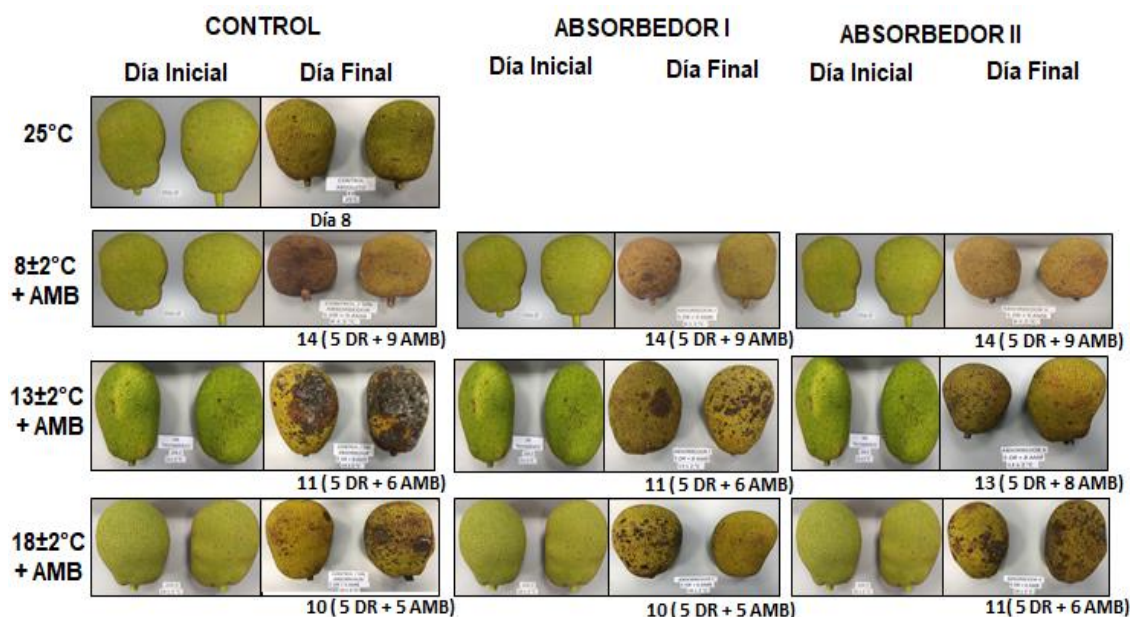 CONTROL
ABSORBEDOR I
ABSORBEDOR II
Día Inicial
Día Final
Día Inicial
Día Final
Día Inicial
Día Final
25°C
Día 8
8±2°C
+ AMB
14 ( 5 DR + 9 AMB)
14 ( 5 DR + 9 AMB)
14 ( 5 DR + 9 AMB)
13±2°C
+ AMB
11 (5 DR + 6 AMB)
11 (5 DR + 6 AMB)
13 (5 DR + 8 AMB)
18±2°C
+ AMB
10 (5 DR + 5 AMB)
10 (5 DR + 5 AMB)
11( 5 DR + 6 AMB)